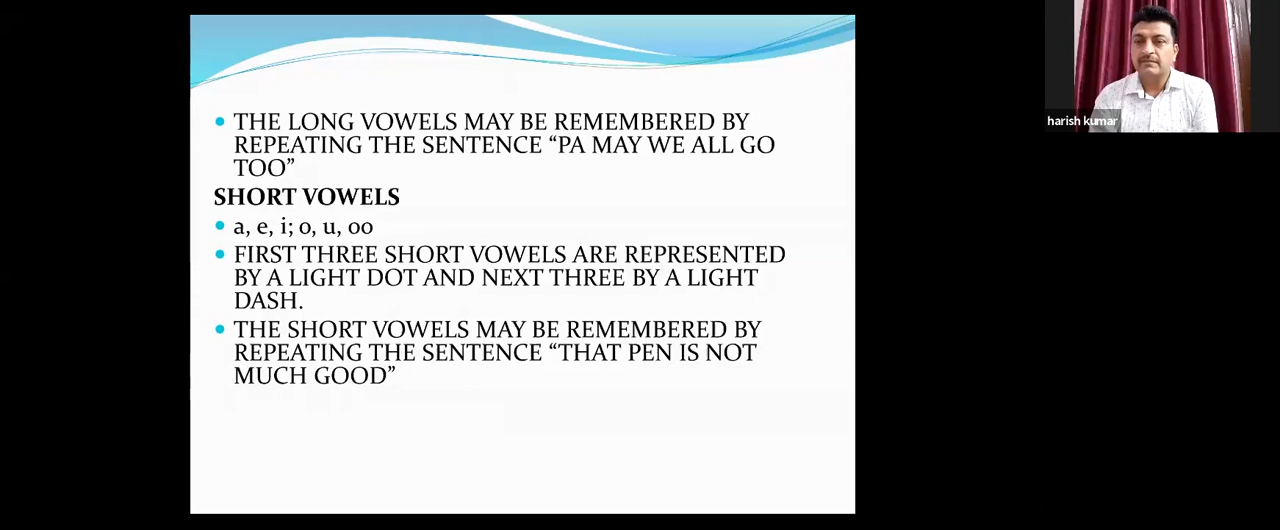 THE LONG VOWELS MAY BE REMEMBERED BY
REPEATING THE SENTENCE “PA MAY WE ALL GO
TOO”
SHORT VOWELS
a, e, i; o, u, oo
FIRST THREE SHORT VOWELS ARE REPRESENTED
BY A LIGHT DOT AND NEXT THREE BY A LIGHT
DASH.
THE SHORT VOWELS MAY BE REMEMBERED BY
REPEATING THE SENTENCE “THAT PEN IS NOT
MUCH GOOD”
harish kumar